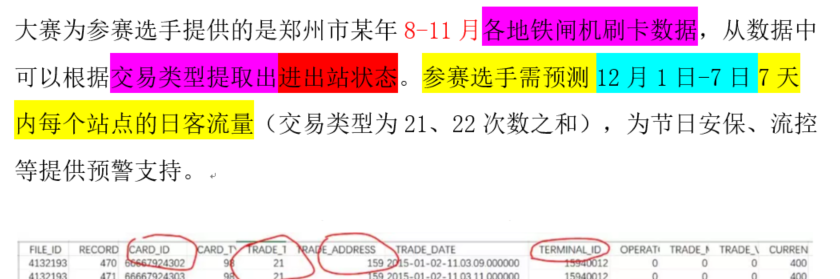 大赛为参赛选手提供的是郑州市某年 8-11 月各地铁闸机刷卡数据，从数据中
可以根据交易类型提取出进出站状态。参赛选手需预测 12 月 1 日-7 日 7 天
内每个站点的日客流量（交易类型为 21、22 次数之和），为节日安保、流控
等提供预警支持。
FILE_ID RECORD CARD_ID CARD_T TRADE_T TRADE_ADDRESS TRADE_DATE TERMINAL_ID OPERATI TRADE_M TRADE_V CURREN
4132193 470 66667924302 98 21 159 2015-01-02-11.03.09.000000 15940012 0 0 0 400
4132193 471 66667924303 98 21 159 2015-01-02-11.03.11.000000 15940012 0 0 0 400